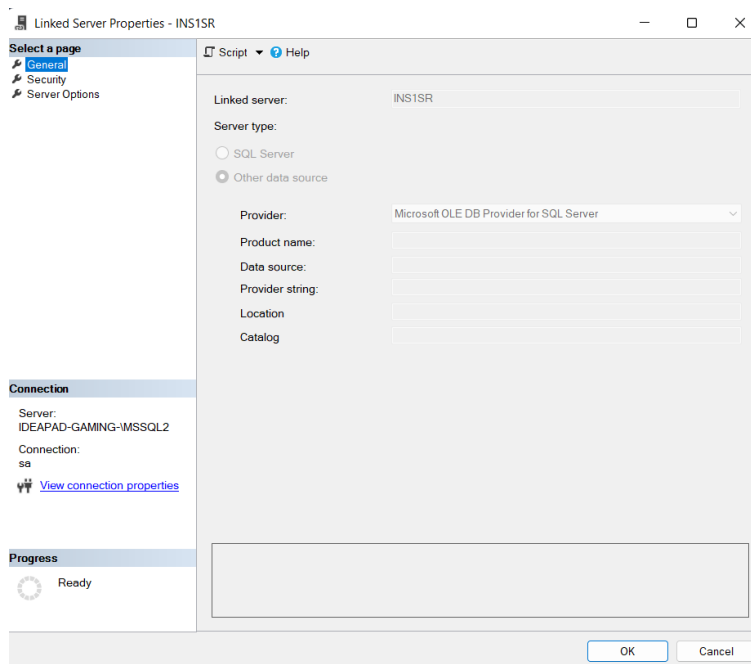 Linked Server Properties - INS1SR
Select a page
General
Security
Server Options
Script Help
Linked server: INS1SR
Server type:
SQL Server
Other data source
Provider: Microsoft OLE DB Provider for SQL Server
Product name:
Data source:
Provider string:
Location
Catalog
Connection
Server:
IDEAPAD-GAMING-\MSSQL2
Connection:
sa
View connection properties
Progress
Ready
OK Cancel